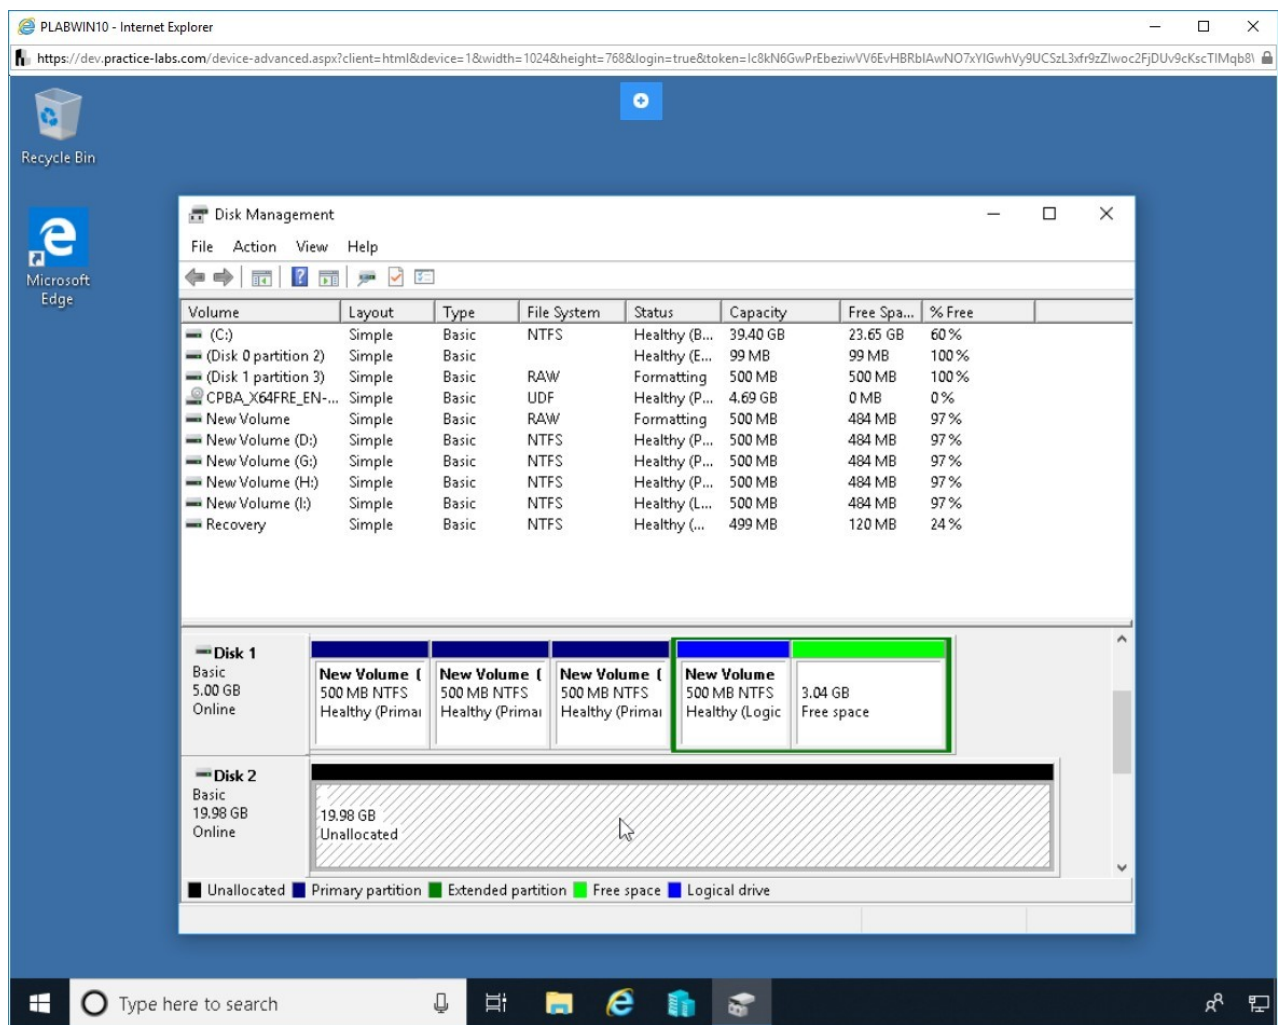 PLABWIN10 - Internet Explorer
https://dev.practice-labs.com/device-advanced.aspx?client=html&device=1&width=1024&height=768&login=true&token=
Recycle Bin
Microsoft
Edge
Disk Management
File Action View Help
Volume Layout Type File System Status Capacity Free Spa... % Free
(C:) Simple Basic NTFS Healthy (B... 39.40 GB 23.65 GB 60 %
(Disk 0 partition 2) Simple Basic Healthy (E... 99 MB 99 MB 100 %
(Disk 1 partition 3) Simple Basic RAW Formatting 500 MB 500 MB 100 %
CPBA_X64FRE_EN-... Simple Basic UDF Healthy (P... 4.69 GB 0 MB 0 %
New Volume Simple Basic RAW Formatting 500 MB 484 MB 97 %
New Volume (D:) Simple Basic NTFS Healthy (P... 500 MB 484 MB 97 %
New Volume (G:) Simple Basic NTFS Healthy (P... 500 MB 484 MB 97 %
New Volume (H:) Simple Basic NTFS Healthy (P... 500 MB 484 MB 97 %
New Volume (I:) Simple Basic NTFS Healthy (L... 500 MB 484 MB 97 %
Recovery Simple Basic NTFS Healthy (... 499 MB 120 MB 24 %
Disk 1
Basic
5.00 GB
Online
New Volume ( New Volume ( New Volume ( New Volume
500 MB NTFS 500 MB NTFS 500 MB NTFS 500 MB NTFS 3.04 GB
Healthy (Primai Healthy (Primai Healthy (Primai Healthy (Logic Free space
Disk 2
Basic
19.98 GB
Online
19.98 GB
Unallocated
Unallocated Primary partition Extended partition Free space Logical drive
Type here to search